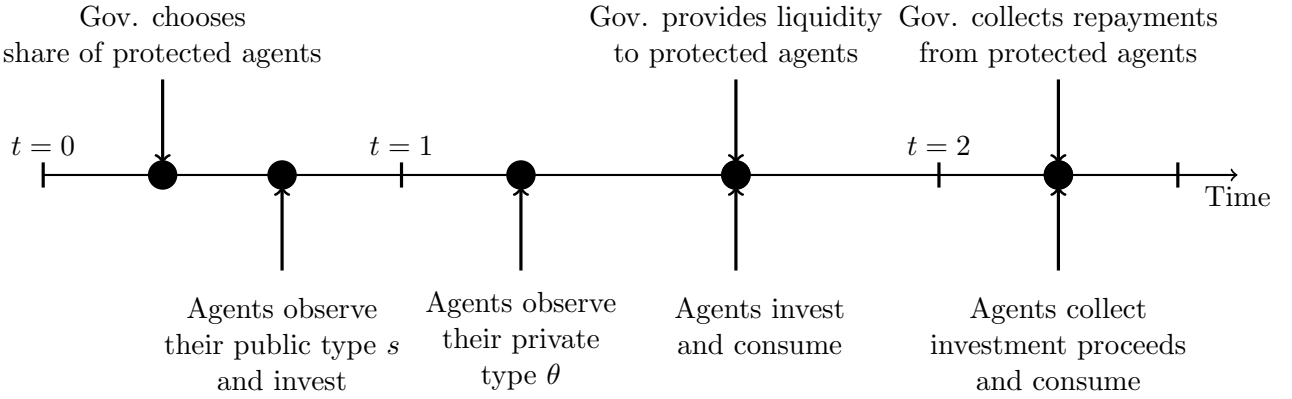 Gov. chooses
share of protected agents
Gov. provides liquidity
to protected agents
Gov. collects repayments
from protected agents
t = 0
t = 1
t = 2
Time
Agents observe
their public type s
and invest
Agents observe
their private
type θ
Agents invest
and consume
Agents collect
investment proceeds
and consume